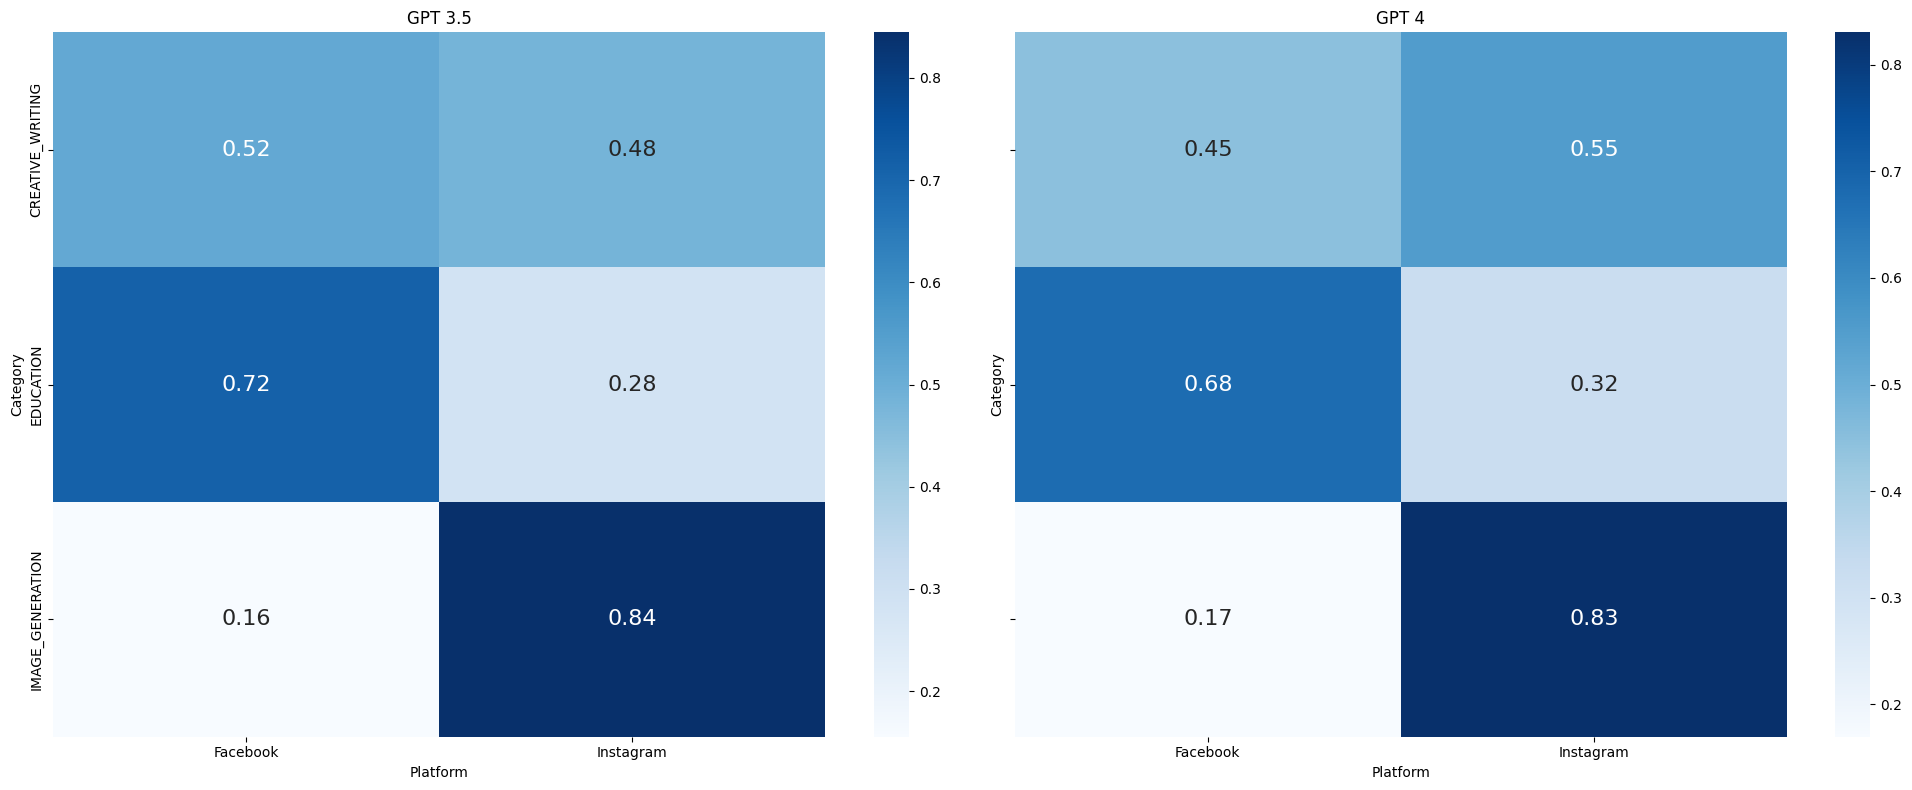 GPT 3.5
CREATIVE_WRITING
EDUCATION
IMAGE_GENERATION
Category
0.52 0.48
0.72 0.28
0.16 0.84
Facebook Instagram
Platform
0.8
0.7
0.6
0.5
0.4
0.3
0.2
GPT 4
Category
0.45 0.55
0.68 0.32
0.17 0.83
Facebook Instagram
Platform
0.8
0.7
0.6
0.5
0.4
0.3
0.2